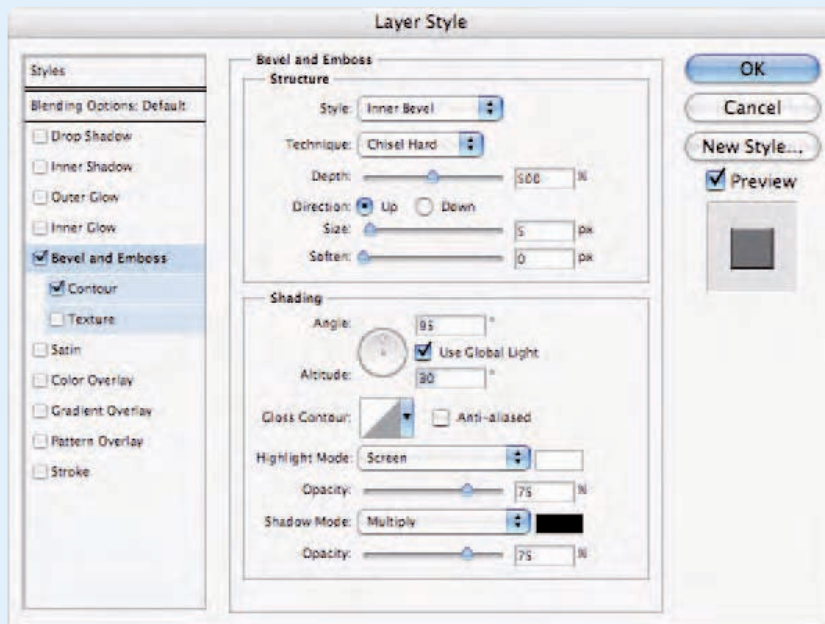 Layer Style
Styles
Blending Options: Default
Drop Shadow
Inner Shadow
Outer Glow
Inner Glow
Bevel and Emboss
Contour
Texture
Satin
Color Overlay
Gradient Overlay
Pattern Overlay
Stroke
Bevel and Emboss
Structure
Style: Inner Bevel
Technique: Chisel Hard
Depth: 500 %
Direction: Up Down
Size: 5 px
Soften: 0 px
Shading
Angle: 95 °
Use Global Light
Altitude: 30 °
Gloss Contour: Anti-aliased
Highlight Mode: Screen
Opacity: 75 %
Shadow Mode: Multiply
Opacity: 75 %
OK
Cancel
New Style...
Preview